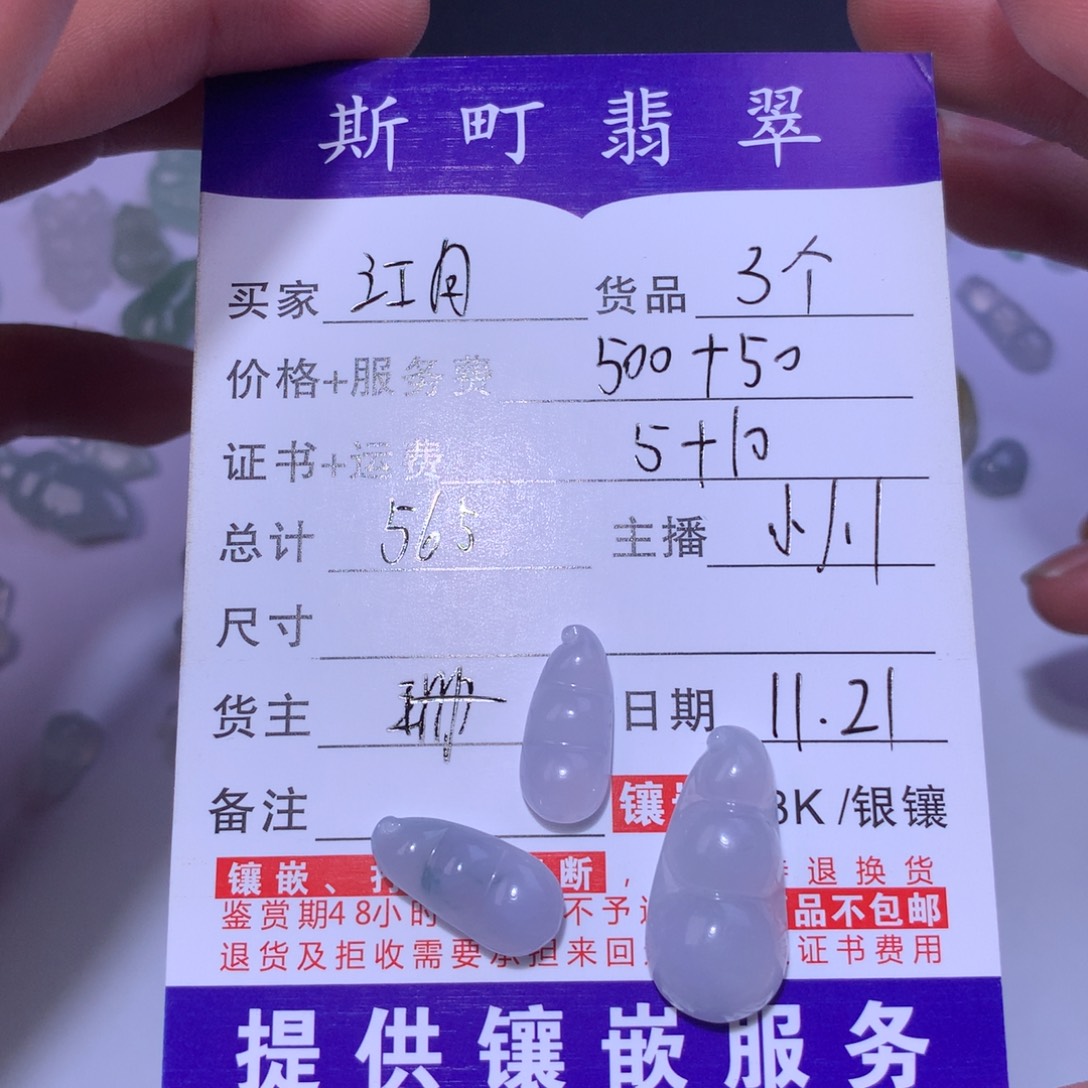 斯町翡翠
买家 江月 货品 3个
价格+服务费 500+50
证书+运费 5+10
总计 565 主播 小川
尺寸
货主 日期 11.21
备注 镶 K/银镶
镶嵌、 断， 退换货
鉴赏期48小时 不予 品不包邮
退货及拒收需要承担来回 证书费用
提供镶嵌服务